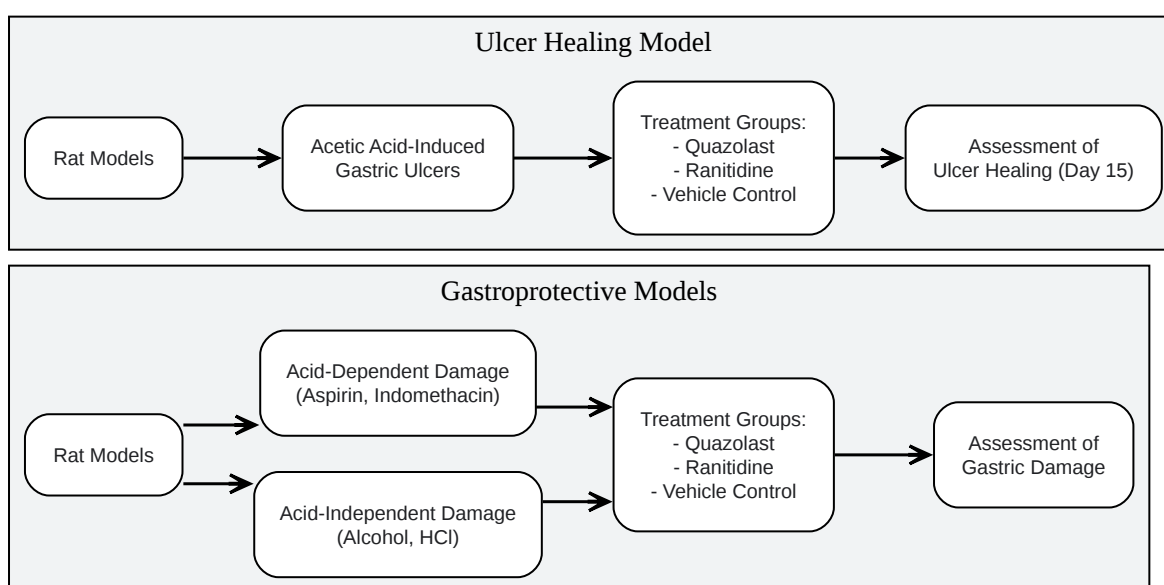 Ulcer Healing Model
Rat Models
Acetic Acid-Induced
Gastric Ulcers
Treatment Groups:
- Quazolast
- Ranitidine
- Vehicle Control
Assessment of
Ulcer Healing (Day 15)
Gastroprotective Models
Rat Models
Acid-Dependent Damage
(Aspirin, Indomethacin)
Acid-Independent Damage
(Alcohol, HCl)
Treatment Groups:
- Quazolast
- Ranitidine
- Vehicle Control
Assessment of
Gastric Damage